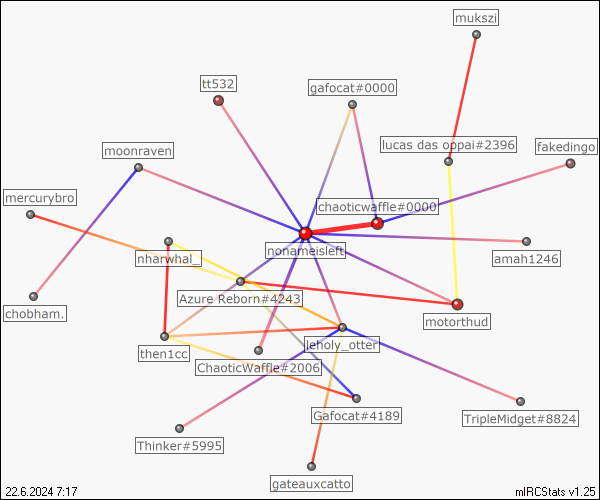 mukszi
tt532
gafocat#0000
lucas das oppai#2396
fakedingo
moonraven
mercurybro
chaoticwaffle#0000
nonameisleft
nharwhal_
amah1246
Azure Reborn#4243
chobham.
motorthud
leholy_otter
then1cc
ChaoticWaffle#2006
Gafocat#4189
TripleMidget#8824
Thinker#5995
gateauxcatto
22.6.2024 7:17
mIRCStats v1.25